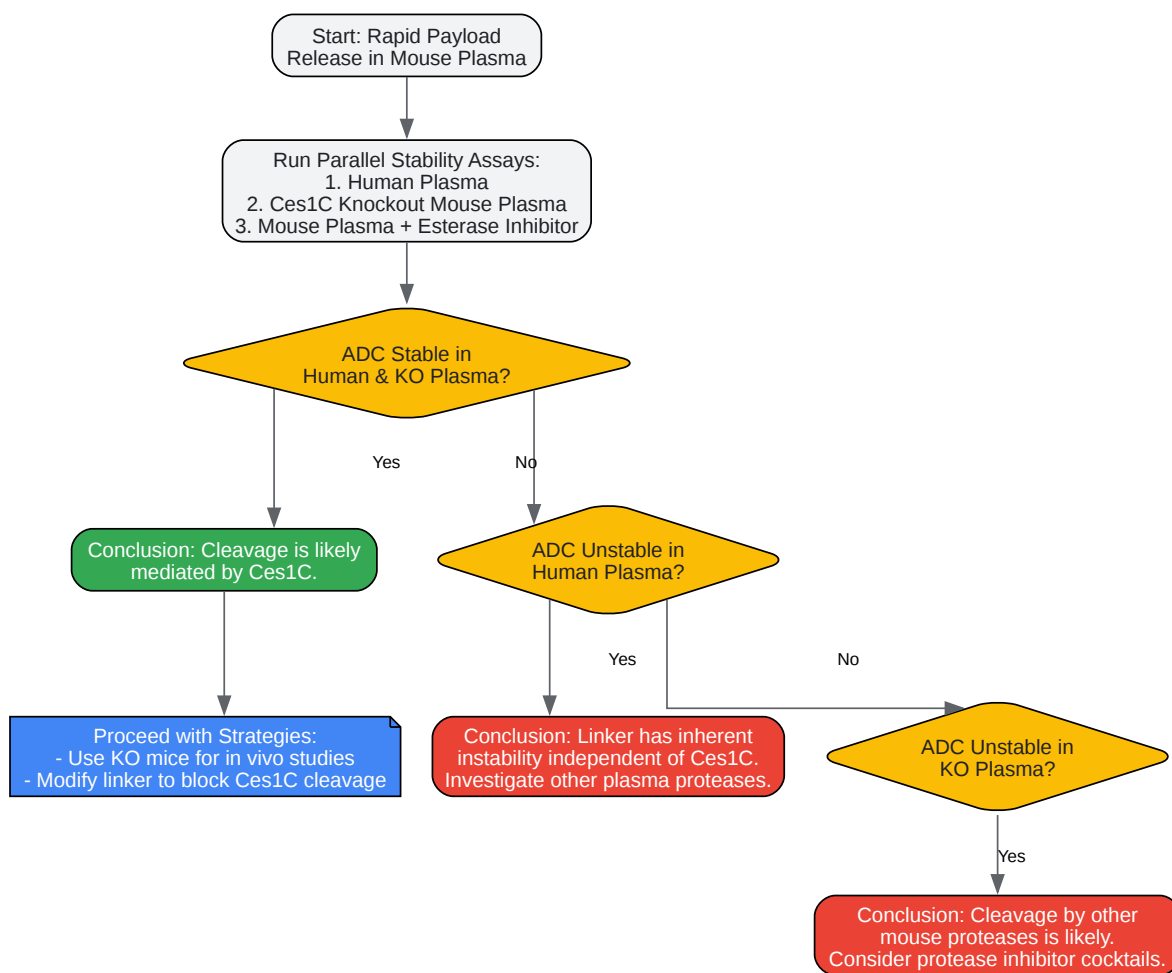 Start: Rapid Payload
Release in Mouse Plasma
Run Parallel Stability Assays:
1. Human Plasma
2. Ces1C Knockout Mouse Plasma
3. Mouse Plasma + Esterase Inhibitor
ADC Stable in
Human & KO Plasma?
Yes
No
Conclusion: Cleavage is likely
mediated by Ces1C.
ADC Unstable in
Human Plasma?
Yes
No
Proceed with Strategies:
- Use KO mice for in vivo studies
- Modify linker to block Ces1C cleavage
Conclusion: Linker has inherent
instability independent of Ces1C.
Investigate other plasma proteases.
ADC Unstable in
KO Plasma?
Yes
Conclusion: Cleavage by other
mouse proteases is likely.
Consider protease inhibitor cocktails.